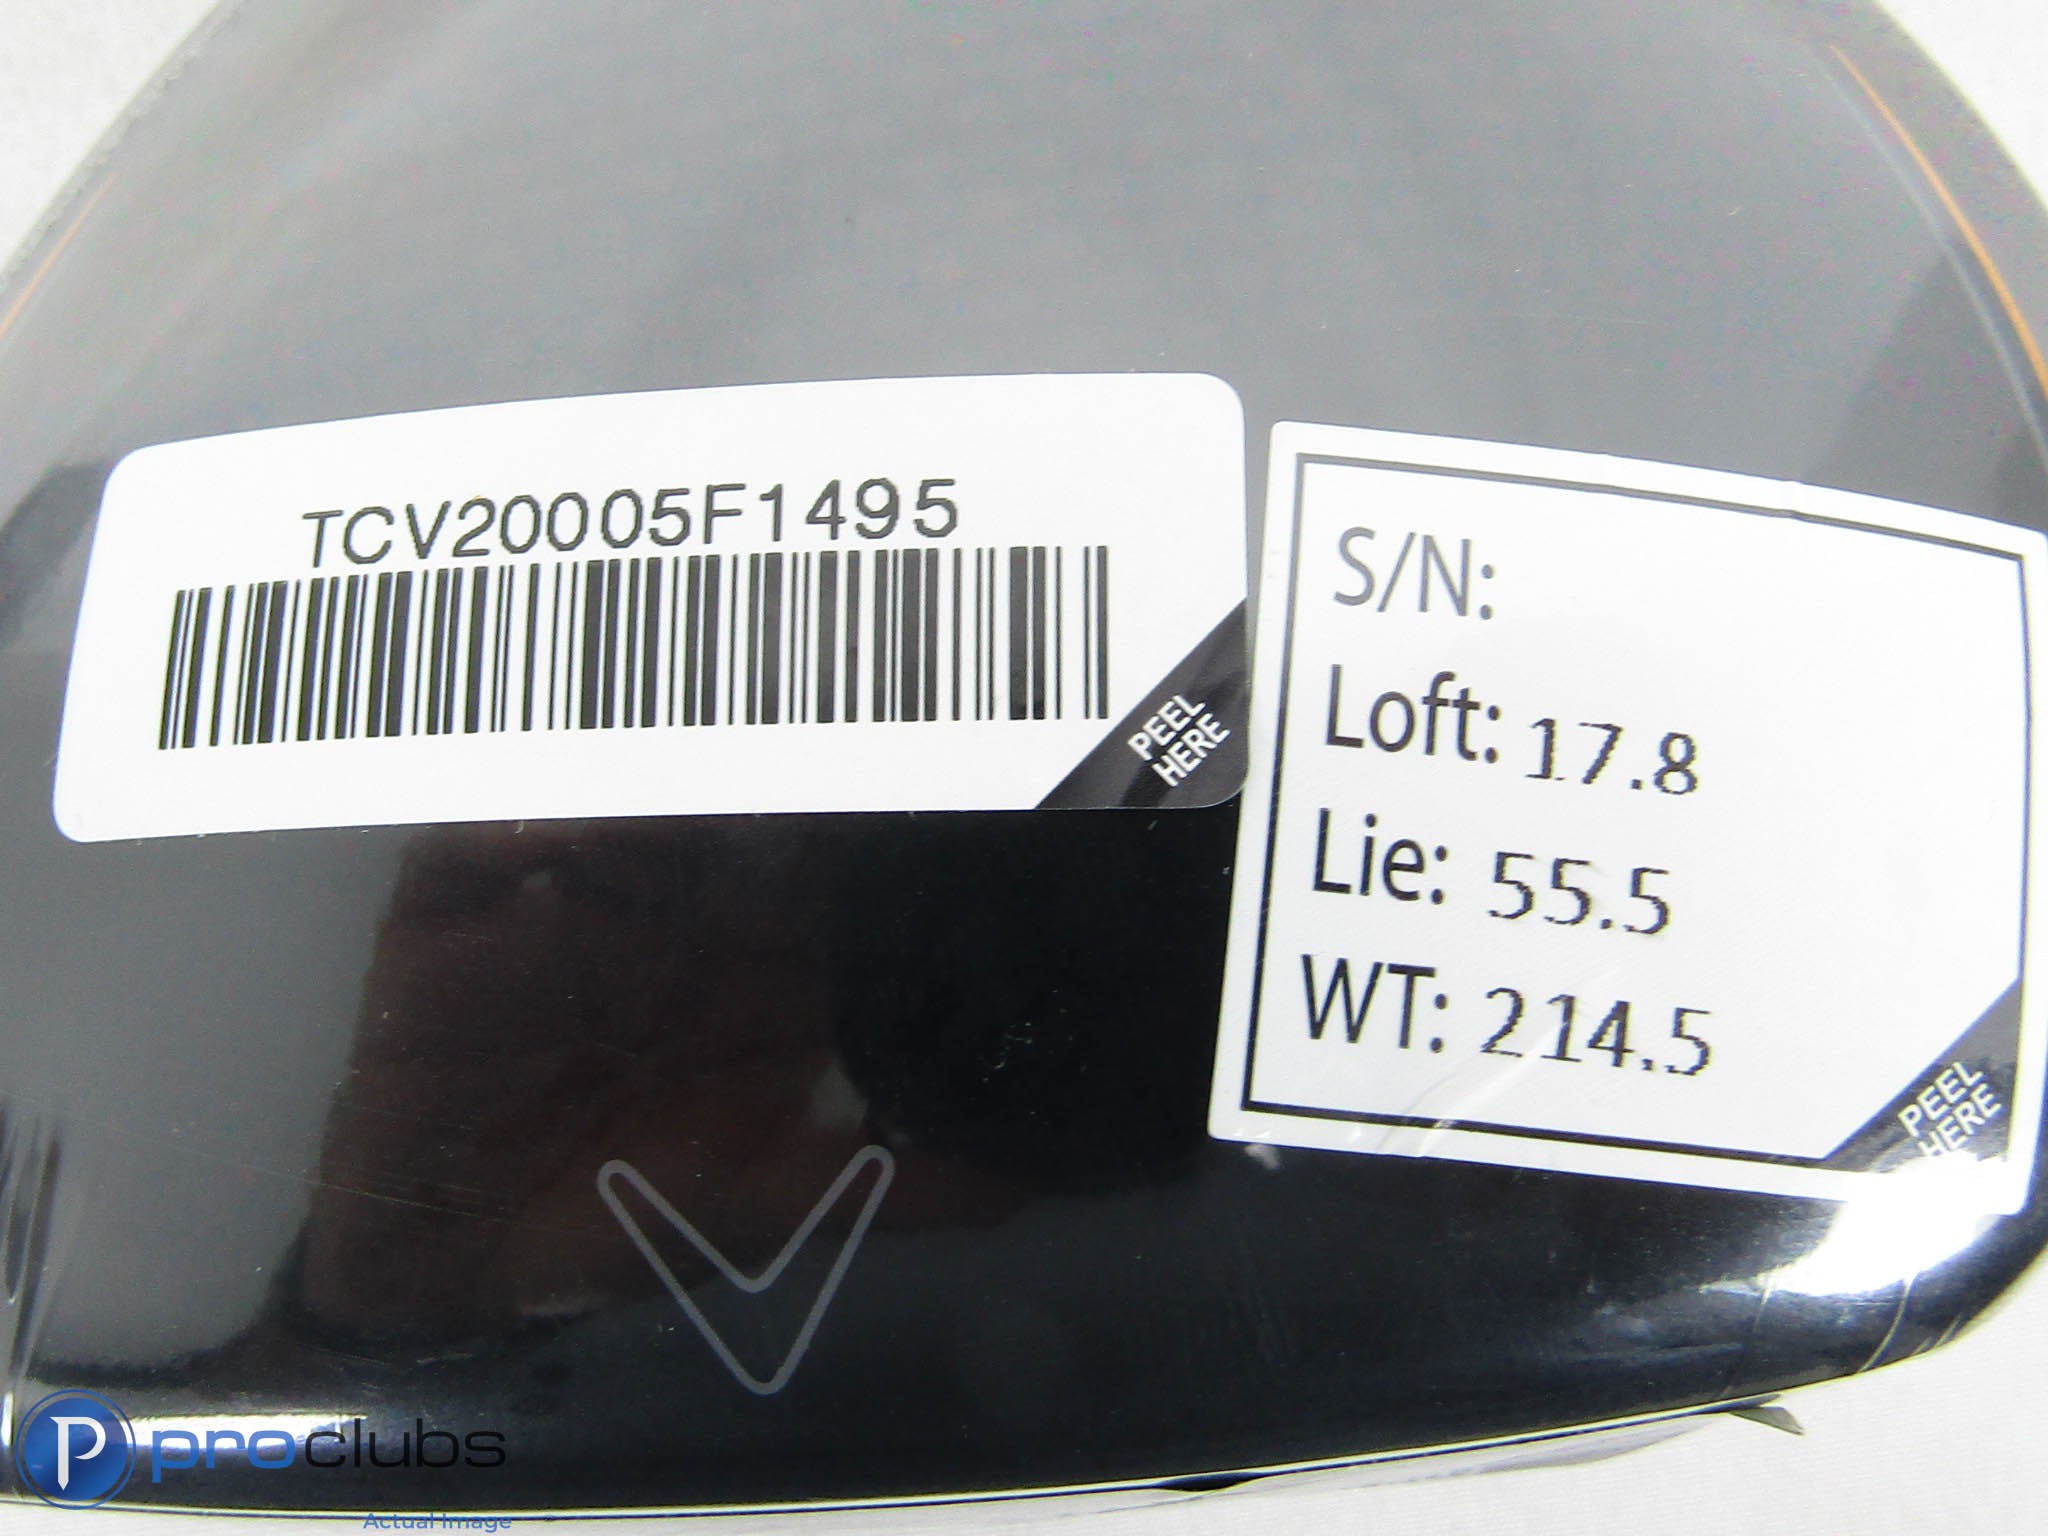 TCV20005F1495
PEEL
HERE
S/N:
Loft: 17.8
Lie: 55.5
WT: 214.5
PEEL
HERE
P proclubs
Actual Image